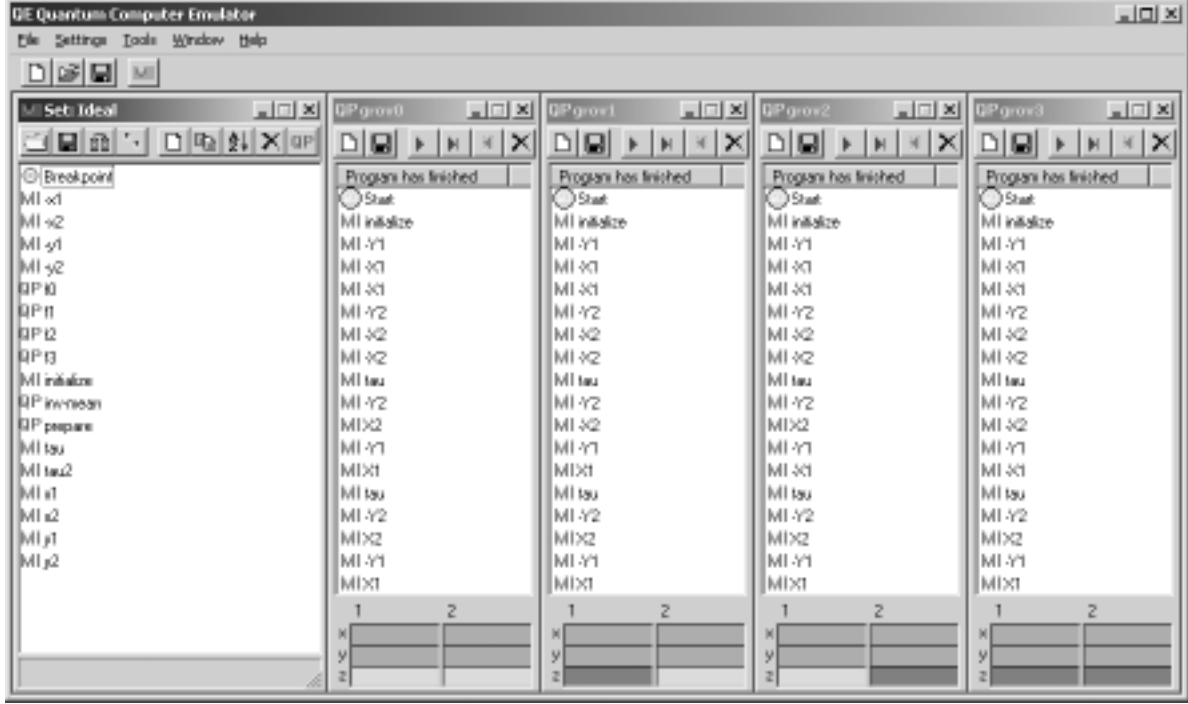 QE Quantum Computer Emulator
File Settings Tools Window Help
MI
MI Set: Ideal
QP
Breakpoint
MI -x1
MI -x2
MI -y1
MI -y2
QP f0
QP f1
QP f2
QP f3
MI initialize
QP inv-mean
QP prepare
MI tau
MI tau2
MI x1
MI x2
MI y1
MI y2
QP grov0
Program has finished
Start
MI initialize
MI -Y1
MI -X1
MI -X1
MI -Y2
MI -X2
MI -X2
MI tau
MI -Y2
MI X2
MI -Y1
MI X1
MI tau
MI -Y2
MI X2
MI -Y1
MI X1
1 2
x
y
z
QP grov1
Program has finished
Start
MI initialize
MI -Y1
MI -X1
MI -X1
MI -Y2
MI -X2
MI -X2
MI tau
MI -Y2
MI -X2
MI -Y1
MI X1
MI tau
MI -Y2
MI X2
MI -Y1
MI X1
1 2
x
y
z
QP grov2
Program has finished
Start
MI initialize
MI -Y1
MI -X1
MI -X1
MI -Y2
MI -X2
MI -X2
MI tau
MI -Y2
MI X2
MI -Y1
MI -X1
MI tau
MI -Y2
MI X2
MI -Y1
MI X1
1 2
x
y
z
QP grov3
Program has finished
Start
MI initialize
MI -Y1
MI -X1
MI -X1
MI -Y2
MI -X2
MI -X2
MI tau
MI -Y2
MI -X2
MI -Y1
MI -X1
MI tau
MI -Y2
MI X2
MI -Y1
MI X1
1 2
x
y
z